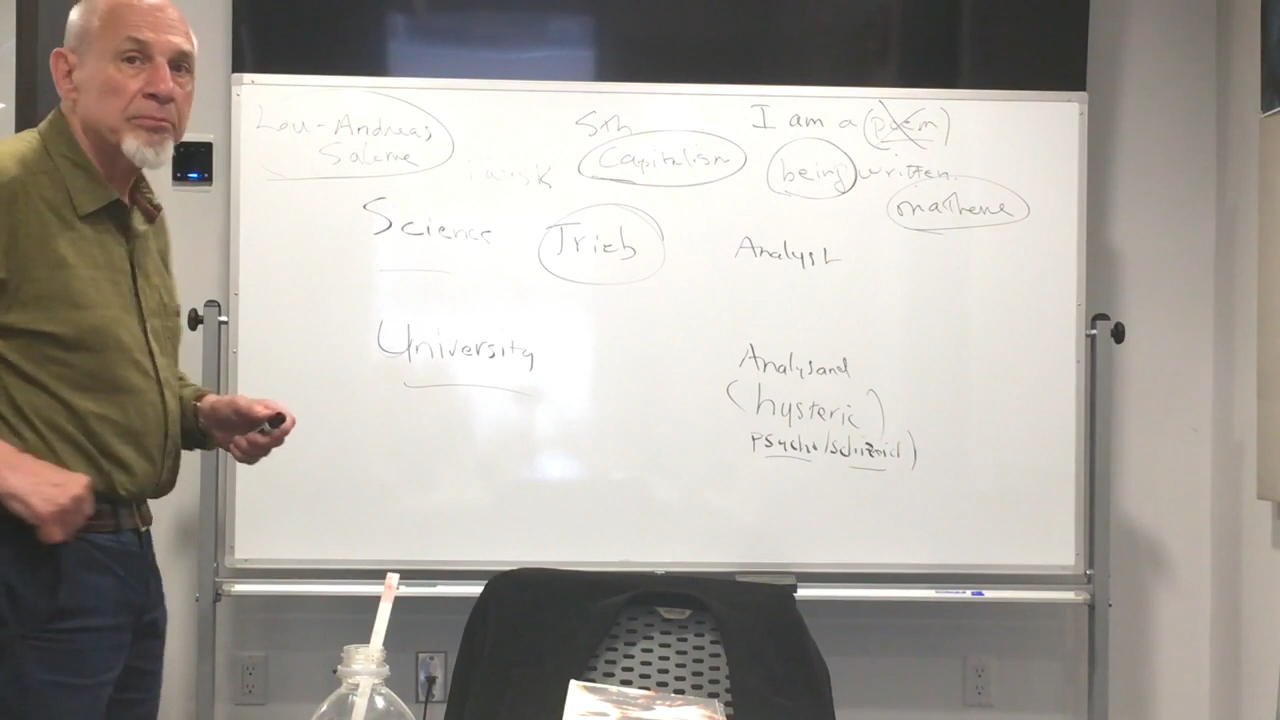 Lou-Andreas
Salome
5th
Capitalism
I am a poem
being written.
mathene
Science
Trieb
Analyst
University
Analysand
(hysteric)
psycho/schizoid)